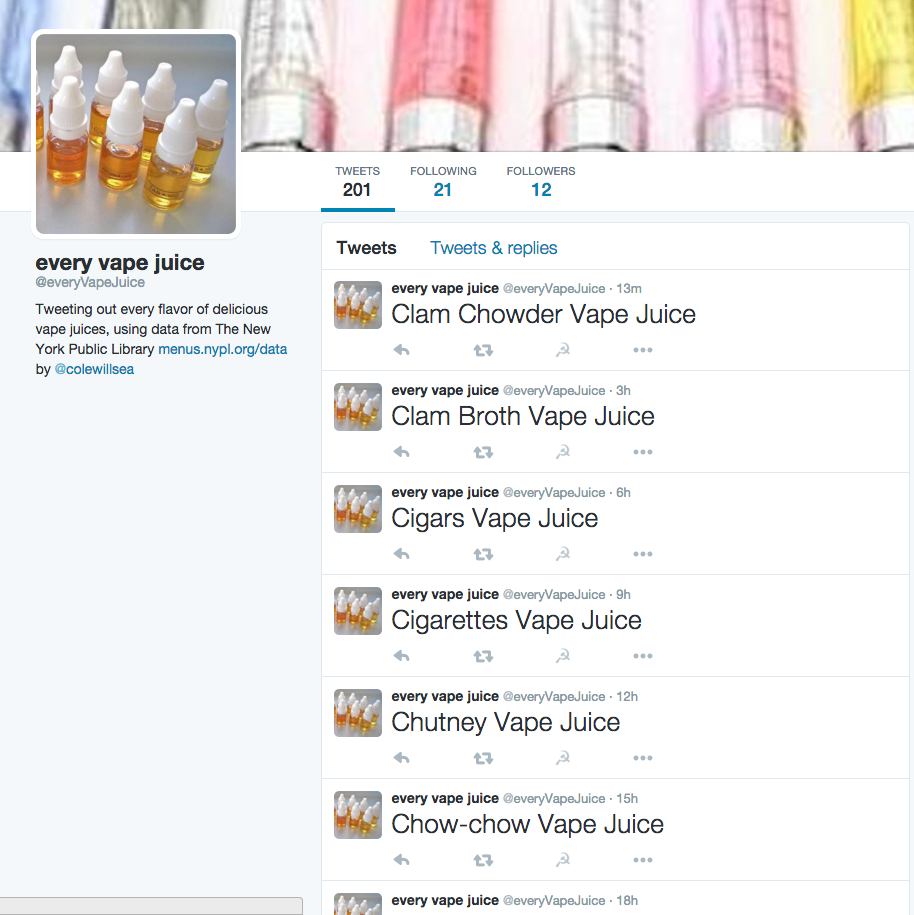 TWEETS
201
FOLLOWING
21
FOLLOWERS
12
every vape juice
@everyVapeJuice
Tweeting out every flavor of delicious
vape juices, using data from The New
York Public Library menus.nypl.org/data
by @colewillsea
Tweets Tweets & replies
every vape juice @everyVapeJuice · 13m
Clam Chowder Vape Juice
every vape juice @everyVapeJuice · 3h
Clam Broth Vape Juice
every vape juice @everyVapeJuice · 6h
Cigars Vape Juice
every vape juice @everyVapeJuice · 9h
Cigarettes Vape Juice
every vape juice @everyVapeJuice · 12h
Chutney Vape Juice
every vape juice @everyVapeJuice · 15h
Chow-chow Vape Juice
every vape juice @everyVapeJuice · 18h